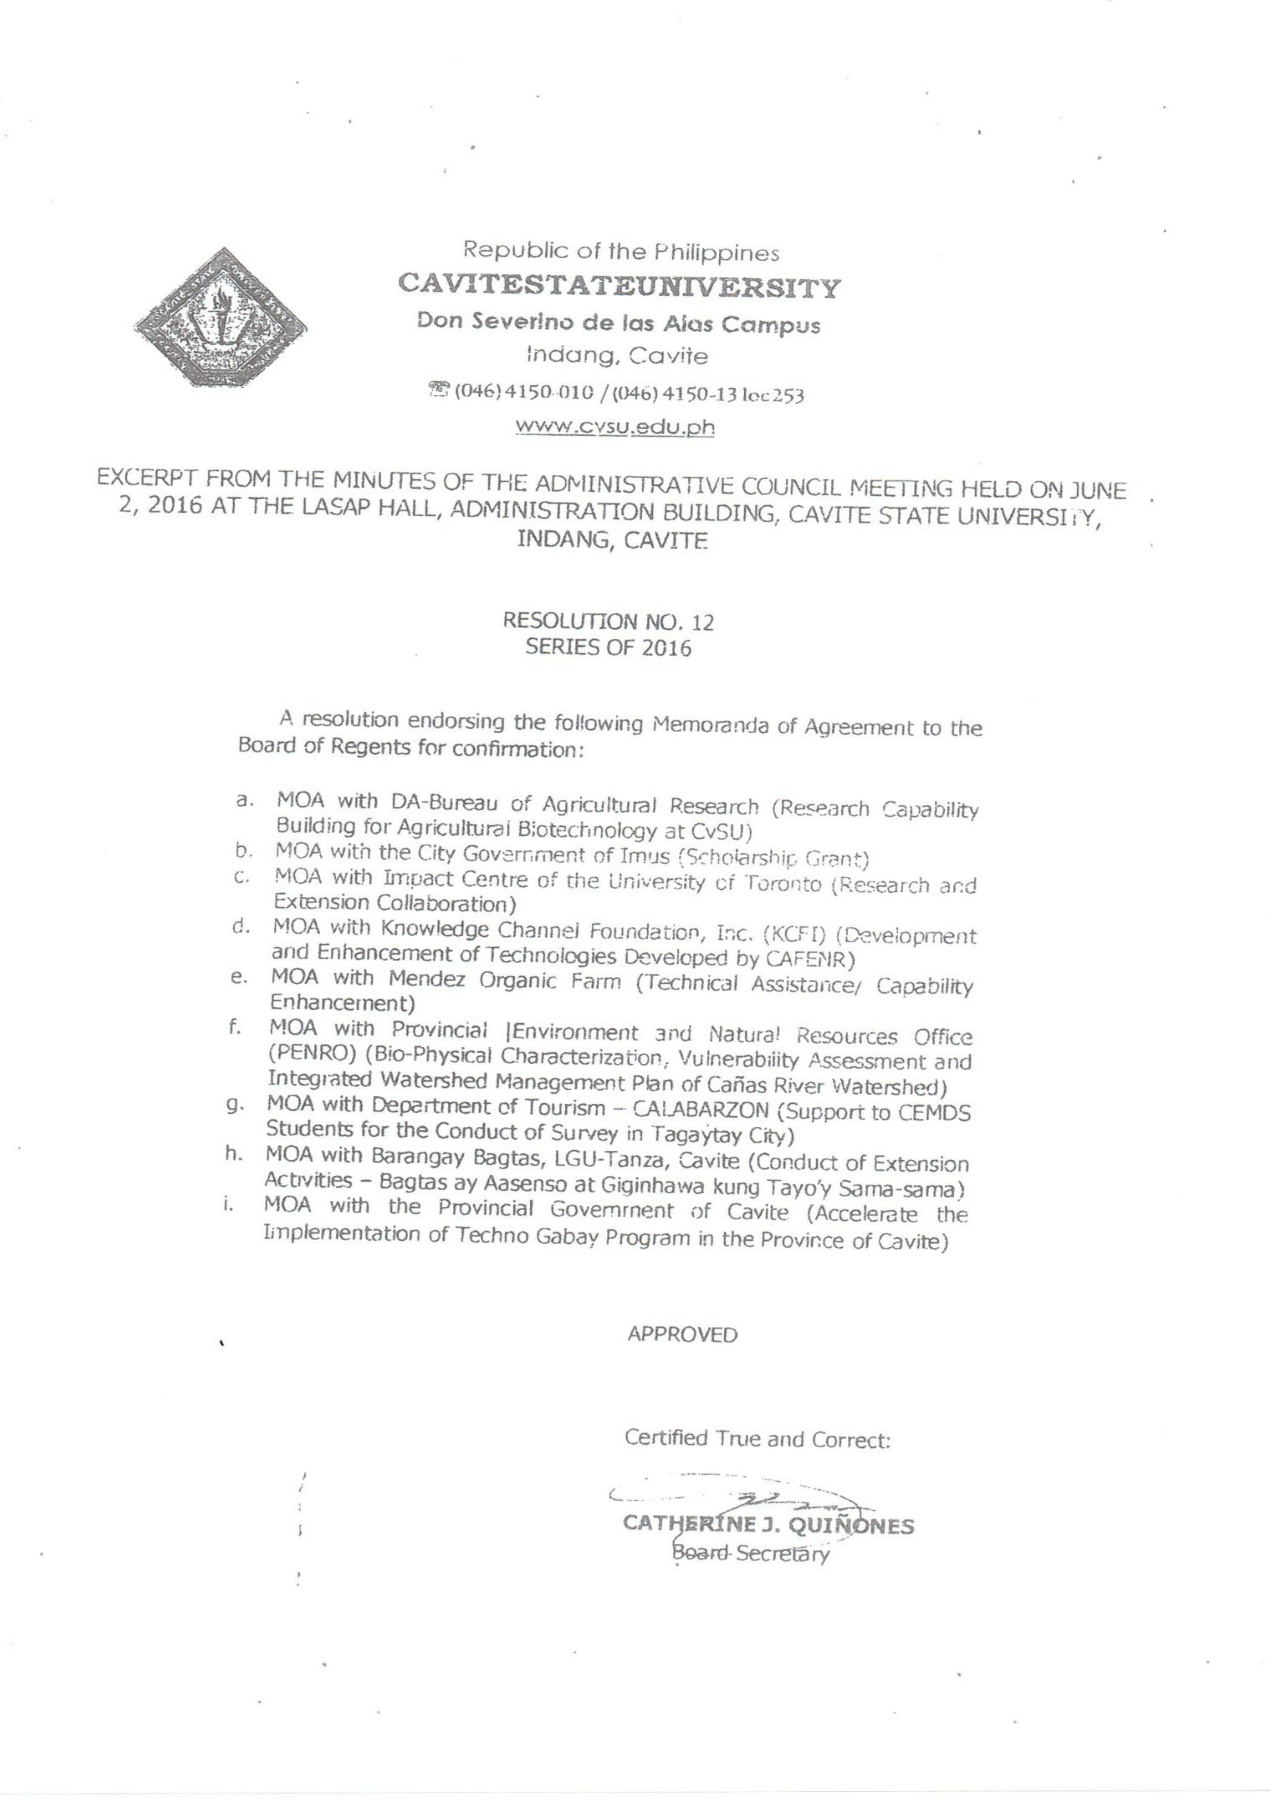 Republic of the Philippines
CAVITESTATEUNIVERSITY
Don Severino de las Alas Campus
Indang, Cavite
☏ (046) 4150-010 / (046) 4150-13 loc 253
www.cvsu.edu.ph
EXCERPT FROM THE MINUTES OF THE ADMINISTRATIVE COUNCIL MEETING HELD ON JUNE
2, 2016 AT THE LASAP HALL, ADMINISTRATION BUILDING, CAVITE STATE UNIVERSITY,
INDANG, CAVITE
RESOLUTION NO. 12
SERIES OF 2016
A resolution endorsing the following Memoranda of Agreement to the
Board of Regents for confirmation:
a. MOA with DA-Bureau of Agricultural Research (Research Capability
Building for Agricultural Biotechnology at CvSU)
b. MOA with the City Government of Imus (Scholarship Grant)
c. MOA with Impact Centre of the University of Toronto (Research and
Extension Collaboration)
d. MOA with Knowledge Channel Foundation, Inc. (KCFI) (Development
and Enhancement of Technologies Developed by CAFENR)
e. MOA with Mendez Organic Farm (Technical Assistance/ Capability
Enhancement)
f. MOA with Provincial |Environment and Natural Resources Office
(PENRO) (Bio-Physical Characterization, Vulnerability Assessment and
Integrated Watershed Management Plan of Cañas River Watershed)
g. MOA with Department of Tourism – CALABARZON (Support to CEMDS
Students for the Conduct of Survey in Tagaytay City)
h. MOA with Barangay Bagtas, LGU-Tanza, Cavite (Conduct of Extension
Activities – Bagtas ay Aasenso at Giginhawa kung Tayo'y Sama-sama)
i. MOA with the Provincial Government of Cavite (Accelerate the
Implementation of Techno Gabay Program in the Province of Cavite)
APPROVED
Certified True and Correct:
CATHERINE J. QUIÑONES
Board Secretary